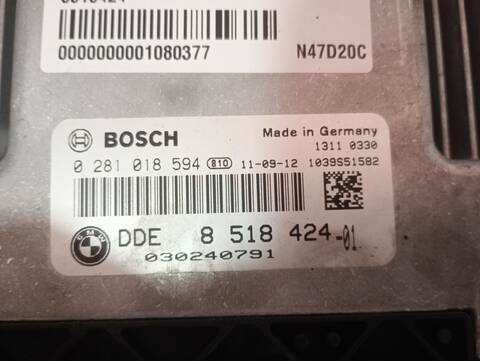 0000000001080377 N47D20C
BOSCH
Made in Germany
1311 0330
0 281 018 594 810 11-09-12 1039S51582
BMW
DDE 8 518 424-01
030240791